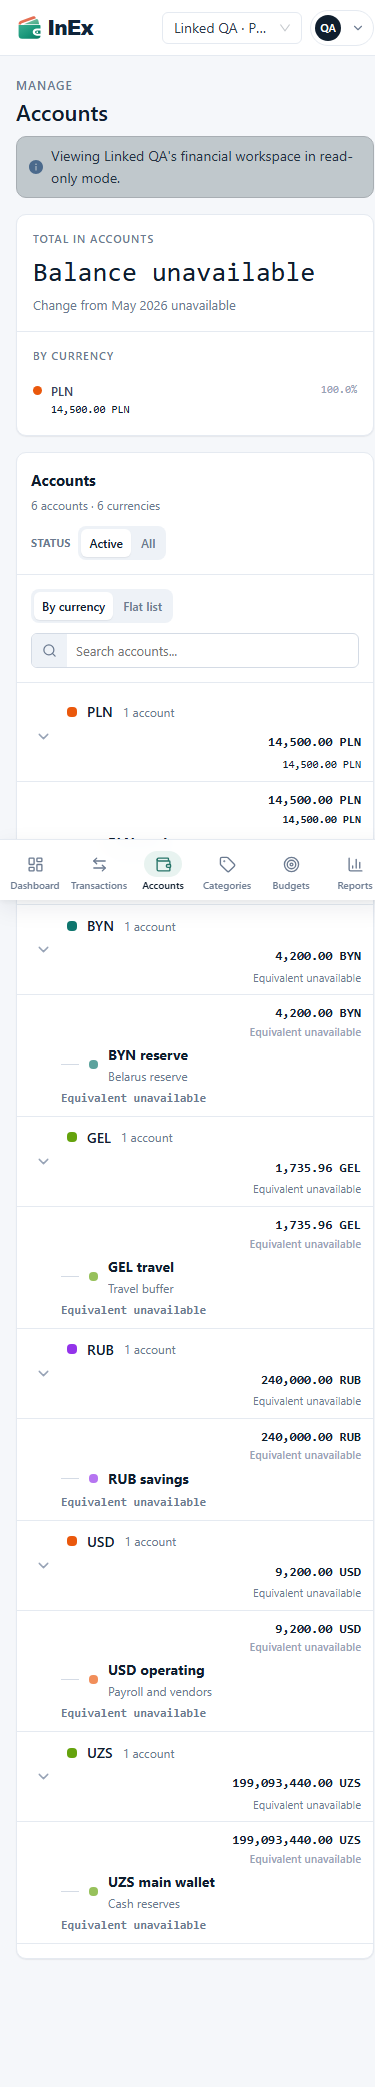 InEx
Linked QA · P...
QA
MANAGE
Accounts
Viewing Linked QA's financial workspace in read-
only mode.
TOTAL IN ACCOUNTS
Balance unavailable
Change from May 2026 unavailable
BY CURRENCY
PLN
100.0%
14,500.00 PLN
Accounts
6 accounts · 6 currencies
STATUS
Active
All
By currency
Flat list
Search accounts...
PLN 1 account
14,500.00 PLN
14,500.00 PLN
14,500.00 PLN
14,500.00 PLN
Dashboard
Transactions
Accounts
Categories
Budgets
Reports
BYN 1 account
4,200.00 BYN
Equivalent unavailable
4,200.00 BYN
Equivalent unavailable
BYN reserve
Belarus reserve
Equivalent unavailable
GEL 1 account
1,735.96 GEL
Equivalent unavailable
1,735.96 GEL
Equivalent unavailable
GEL travel
Travel buffer
Equivalent unavailable
RUB 1 account
240,000.00 RUB
Equivalent unavailable
240,000.00 RUB
Equivalent unavailable
RUB savings
Equivalent unavailable
USD 1 account
9,200.00 USD
Equivalent unavailable
9,200.00 USD
Equivalent unavailable
USD operating
Payroll and vendors
Equivalent unavailable
UZS 1 account
199,093,440.00 UZS
Equivalent unavailable
199,093,440.00 UZS
Equivalent unavailable
UZS main wallet
Cash reserves
Equivalent unavailable